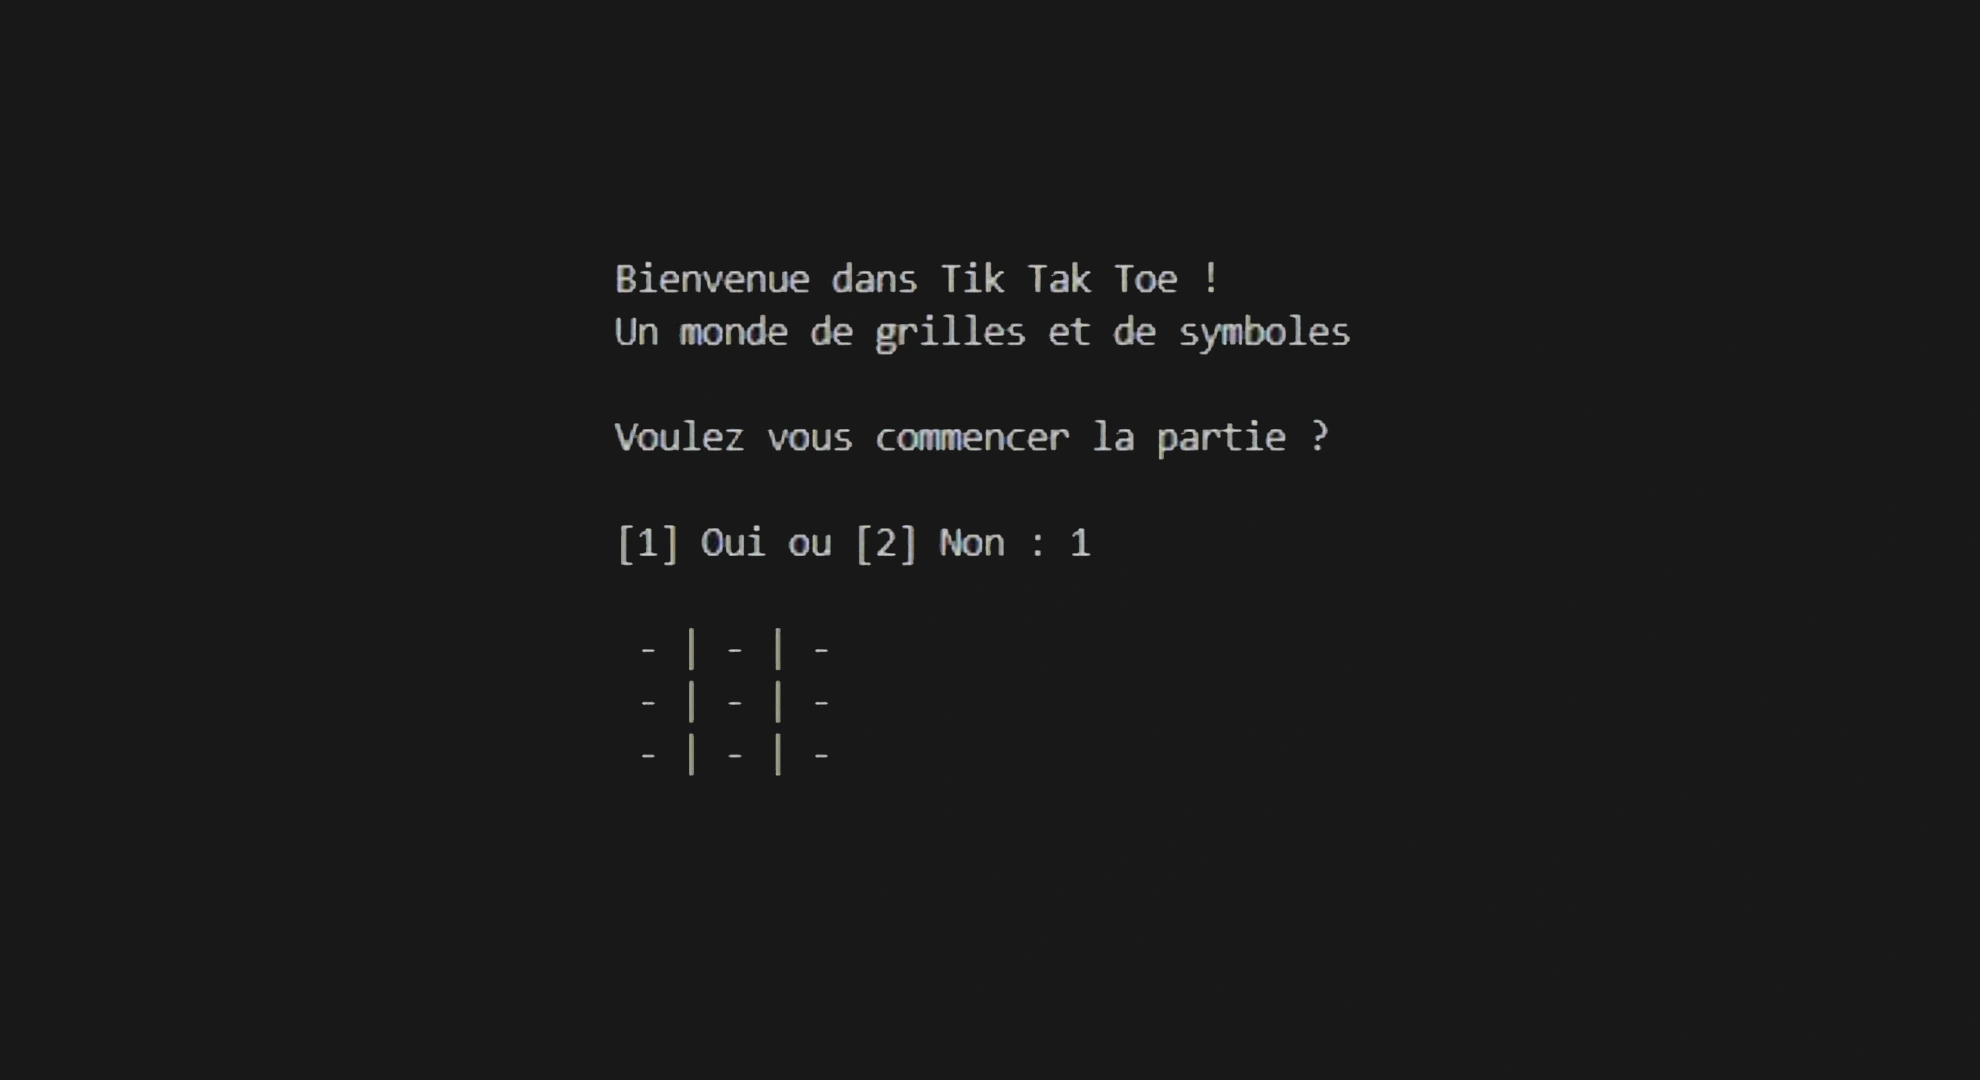 Bienvenue dans Tik Tak Toe !
Un monde de grilles et de symboles
Voulez vous commencer la partie ?
[1] Oui ou [2] Non : 1
- | - | -
- | - | -
- | - | -